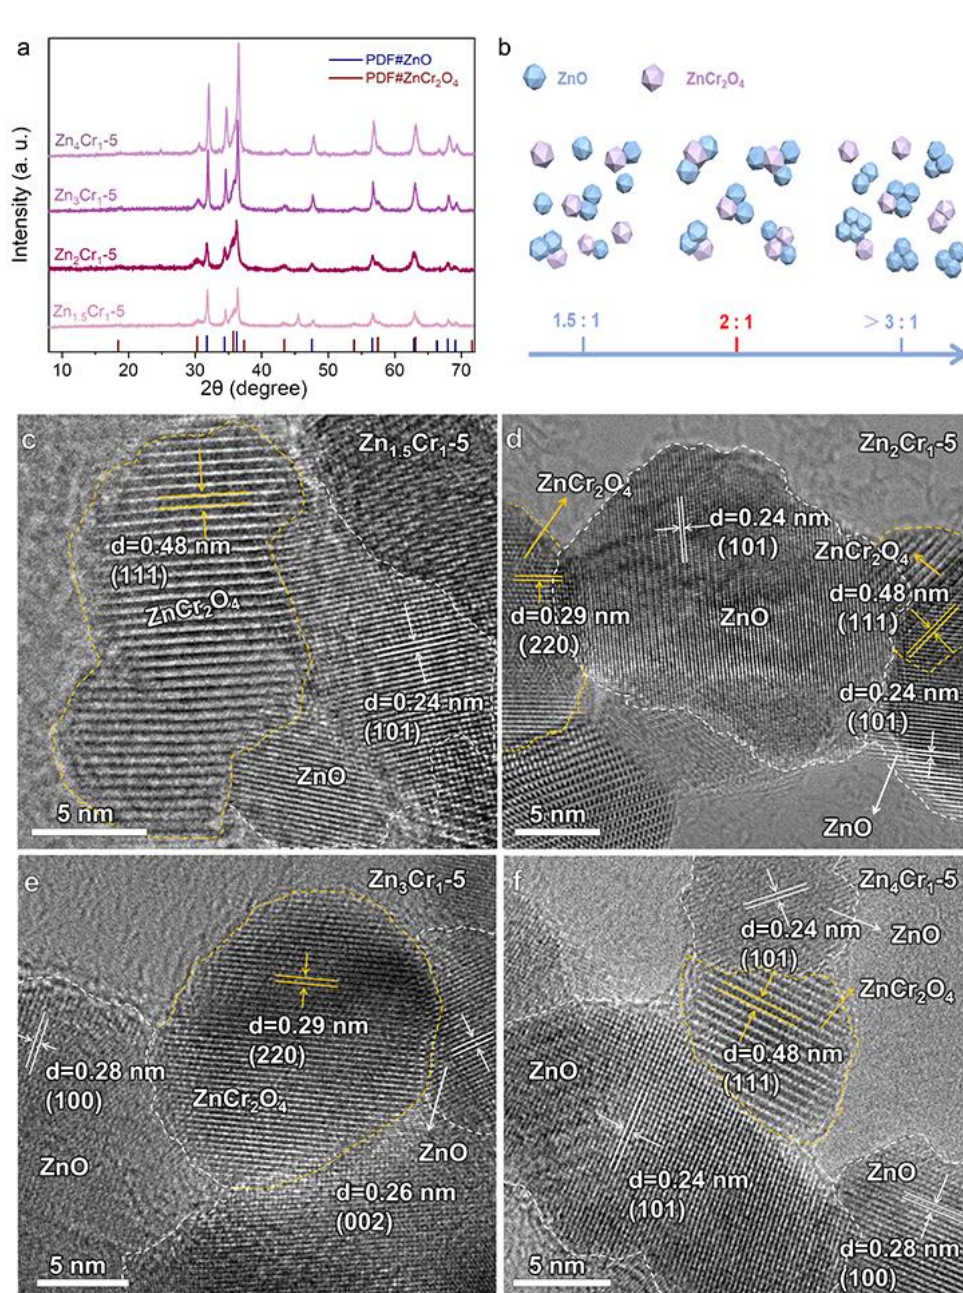 a
Intensity (a. u.)
PDF#ZnO
PDF#ZnCr₂O₄
Zn₄Cr₁-5
Zn₃Cr₁-5
Zn₂Cr₁-5
Zn₁.₅Cr₁-5
10 20 30 40 50 60 70
2θ (degree)
b
ZnO
ZnCr₂O₄
1.5 : 1
2 : 1
> 3 : 1
c
Zn₁.₅Cr₁-5
d=0.48 nm
(111)
ZnCr₂O₄
d=0.24 nm
(101)
ZnO
5 nm
d
Zn₂Cr₁-5
ZnCr₂O₄
d=0.24 nm
(101)
ZnCr₂O₄
d=0.29 nm
(220)
ZnO
d=0.48 nm
(111)
d=0.24 nm
(101)
5 nm
ZnO
e
Zn₃Cr₁-5
d=0.29 nm
(220)
d=0.28 nm
(100)
ZnCr₂O₄
ZnO
ZnO
d=0.26 nm
(002)
5 nm
f
Zn₄Cr₁-5
d=0.24 nm
(101)
ZnO
ZnCr₂O₄
d=0.48 nm
(111)
ZnO
d=0.24 nm
(101)
ZnO
d=0.28 nm
(100)
5 nm